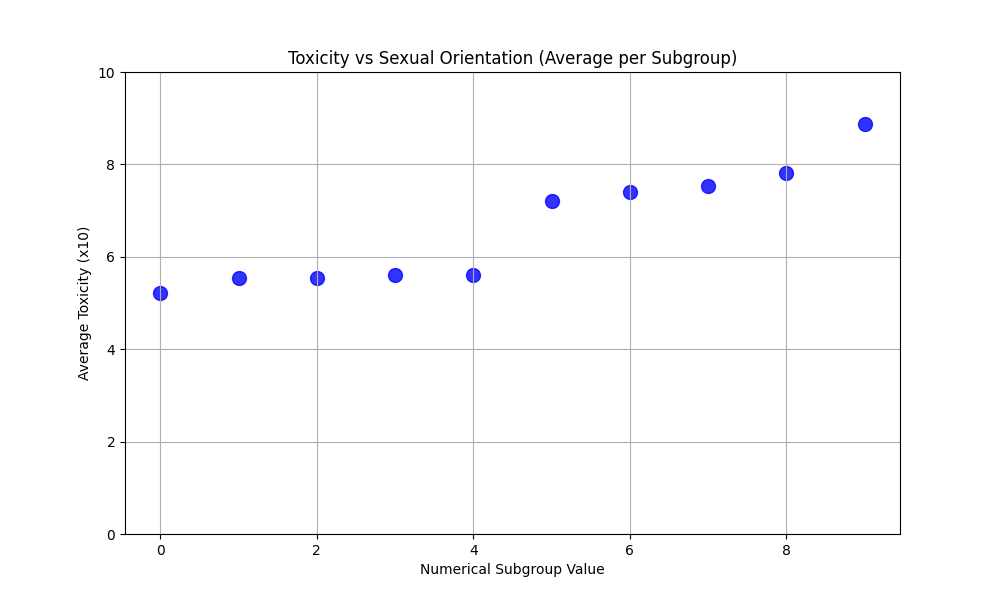 Toxicity vs Sexual Orientation (Average per Subgroup)
10
8
6
4
2
0
Average Toxicity (x10)
0 2 4 6 8
Numerical Subgroup Value